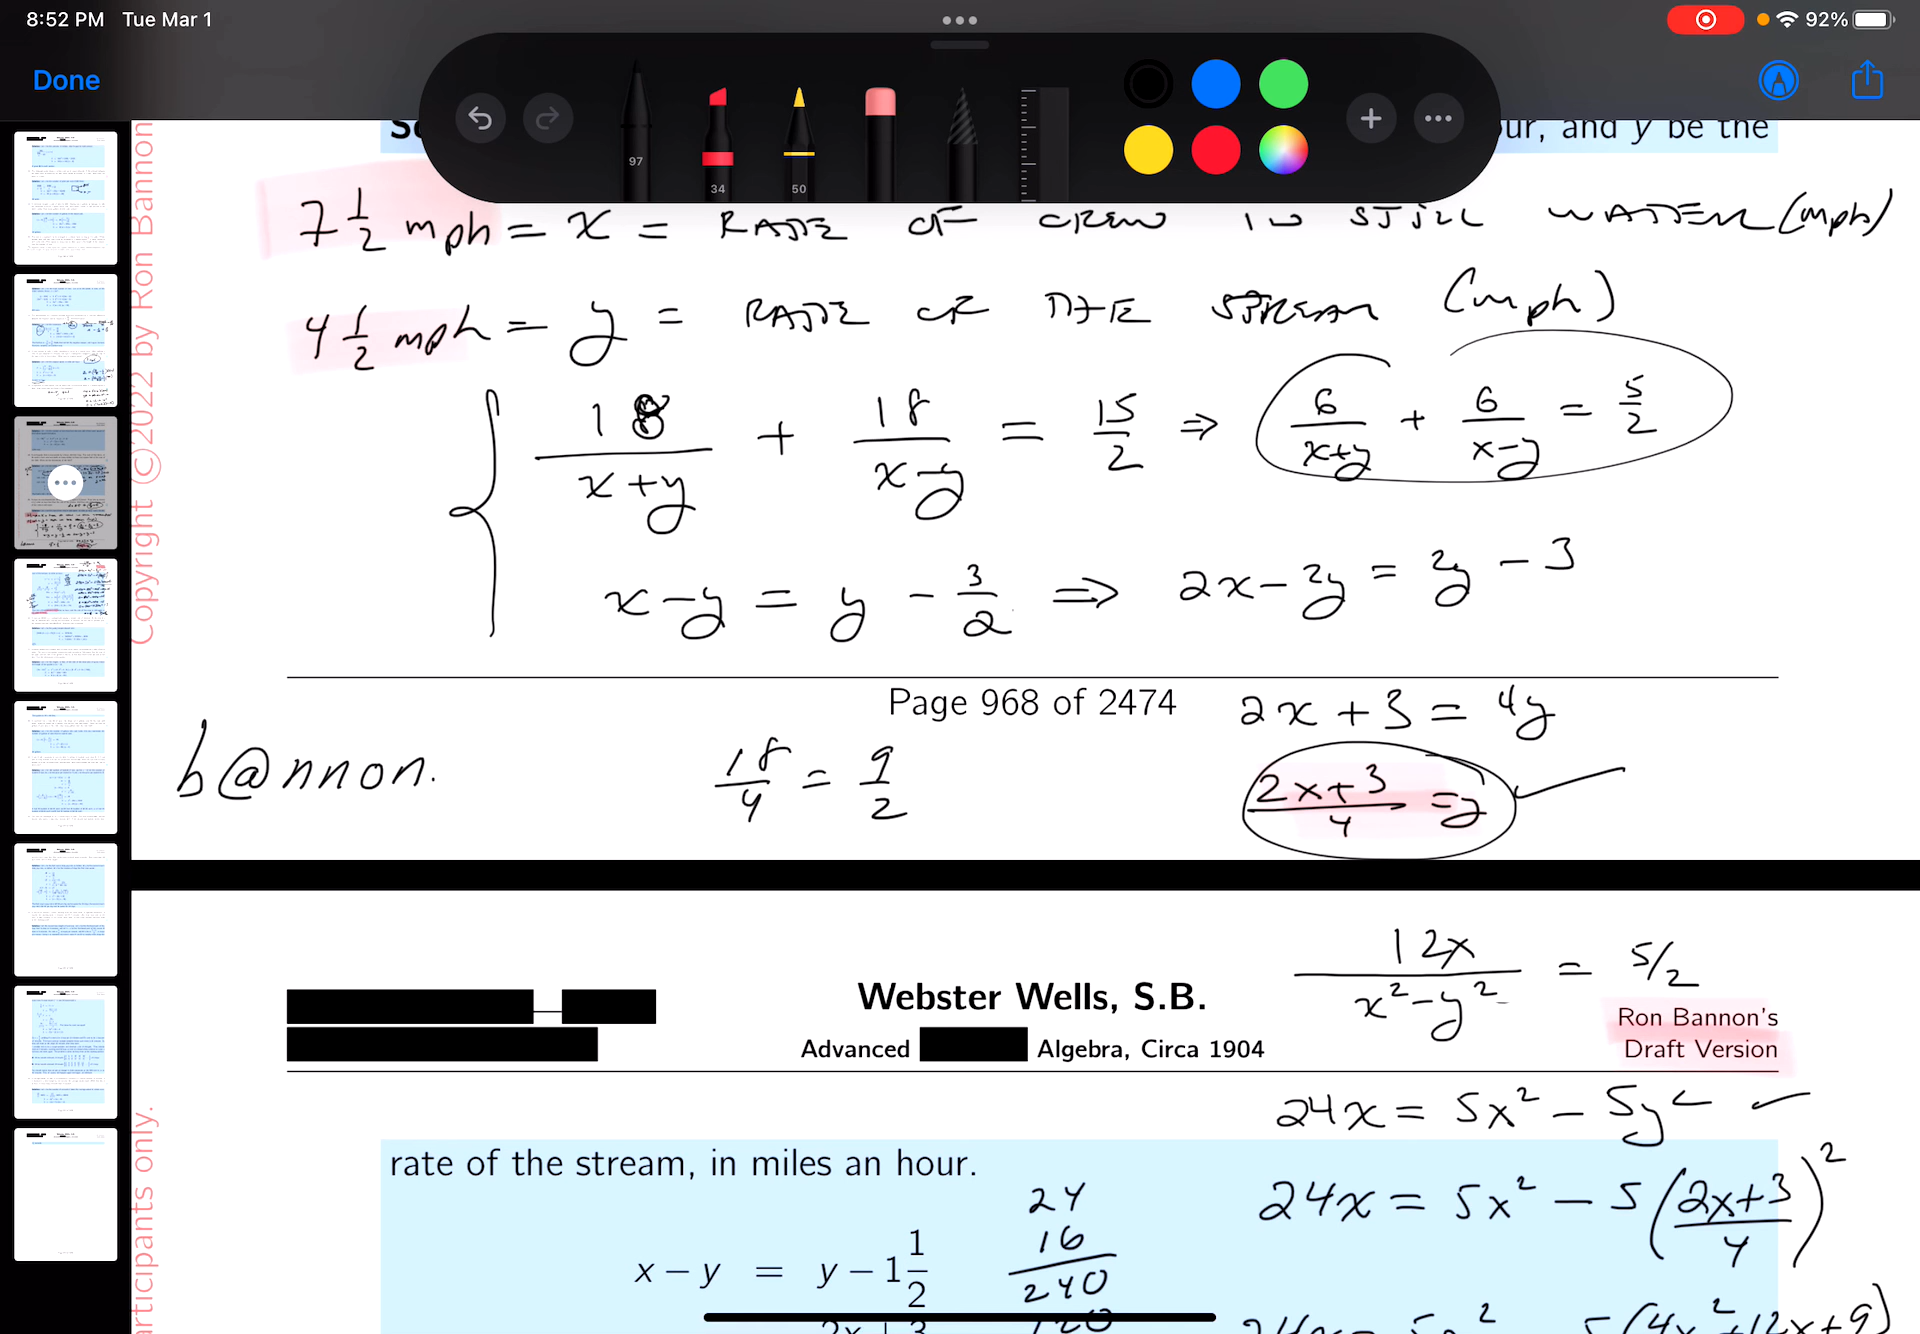 8:52 PM Tue Mar 1
92%
Done
97
34
50
ur, and y be the
7 1/2 mph = x = RATE OF CREW IN STILL WATER (mph)
4 1/2 mph = y = RATE OF THE STREAM (mph)
18/(x+y) + 18/(x-y) = 15/2 ⇒ 6/(x+y) + 6/(x-y) = 5/2
x-y = y - 3/2 ⇒ 2x-2y = 2y-3
Page 968 of 2474
2x+3 = 4y
b@nnon.
18/4 = 9/2
(2x+3)/4 = y
Copyright ©2022 by Ron Bannon
12x/(x²-y²) = 5/2
Webster Wells, S.B.
Ron Bannon's
Advanced Algebra, Circa 1904
Draft Version
24x = 5x² - 5y²
rate of the stream, in miles an hour.
24x = 5x² - 5((2x+3)/4)²
24
16
240
x - y = y - 1 1/2
articipants only.